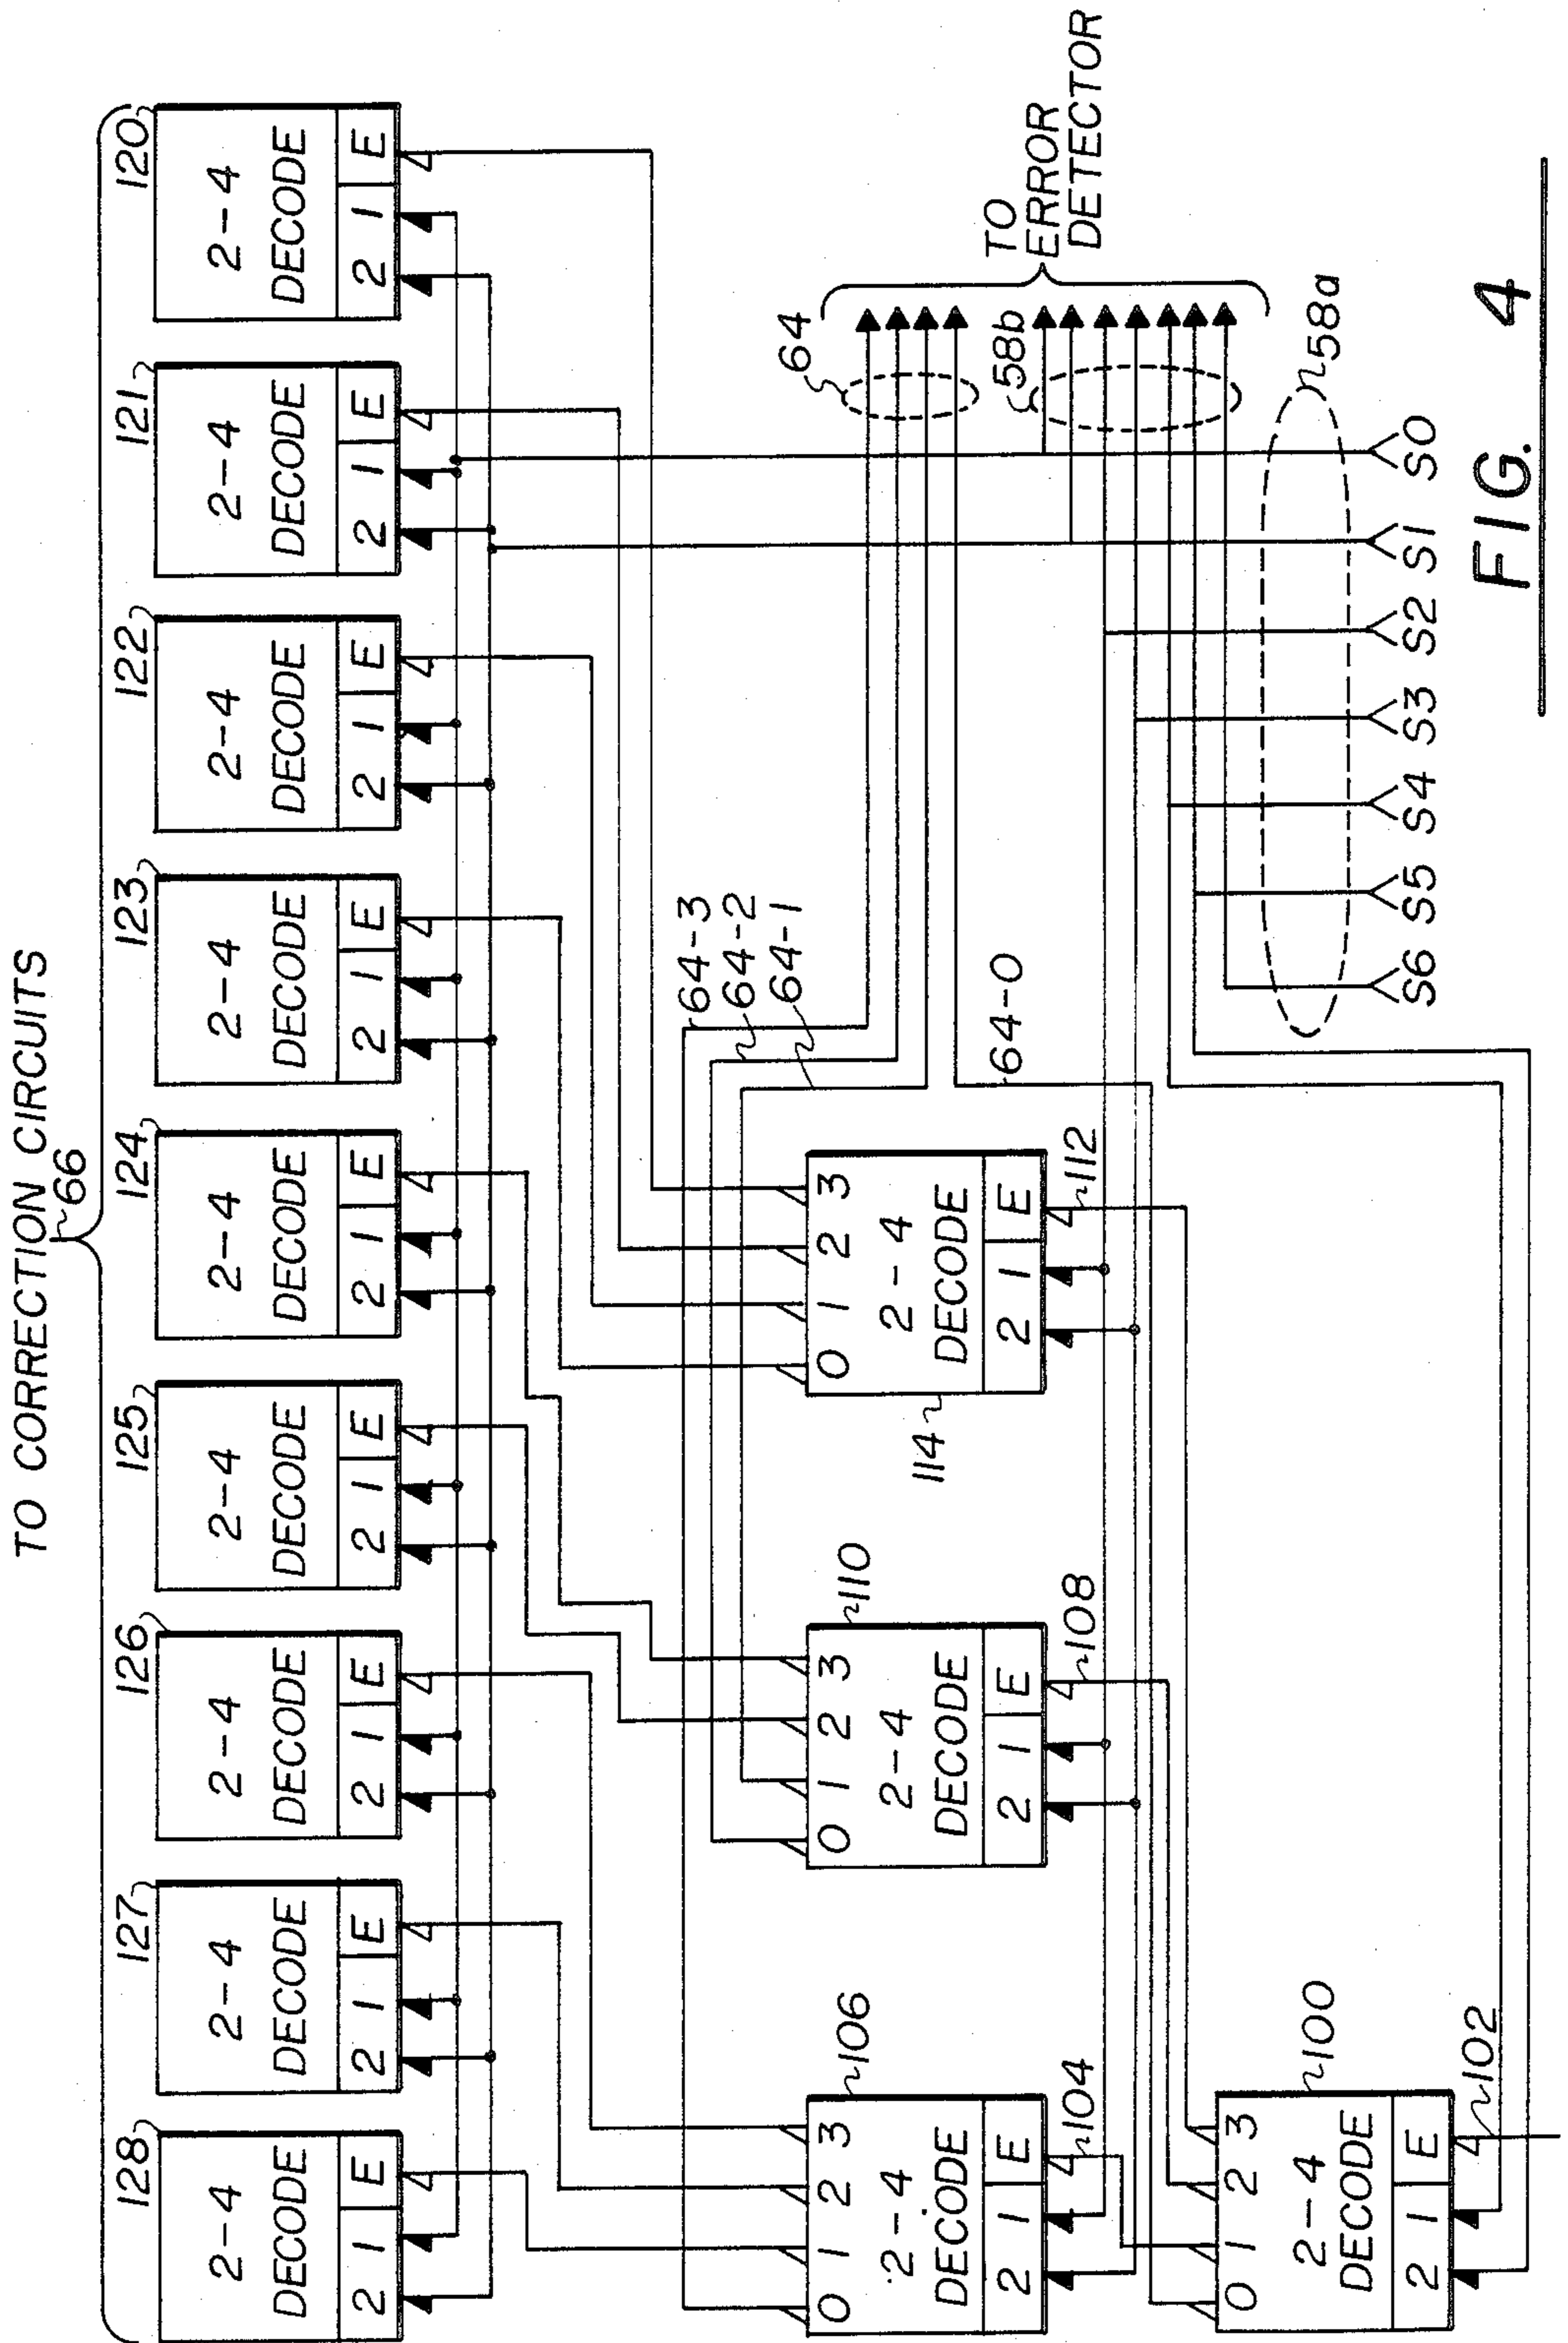 TO CORRECTION CIRCUITS
66
128 127 126 125 124 123 122 121 120
2-4 2-4 2-4 2-4 2-4 2-4 2-4 2-4 2-4
DECODE DECODE DECODE DECODE DECODE DECODE DECODE DECODE DECODE
2 1 E 2 1 E 2 1 E 2 1 E 2 1 E 2 1 E 2 1 E 2 1 E 2 1 E
64-3
64-2
64-1
64
106 110
0 1 2 3 0 1 2 3 0 1 2 3
2-4 2-4 2-4
DECODE DECODE DECODE
114
2 1 E 2 1 E 2 1 E
TO
ERROR
DETECTOR
58b
64-0
104 108 112
100
0 1 2 3
2-4
DECODE
2 1 E
102
58a
S6 S5 S4 S3 S2 S1 S0
FIG. 4